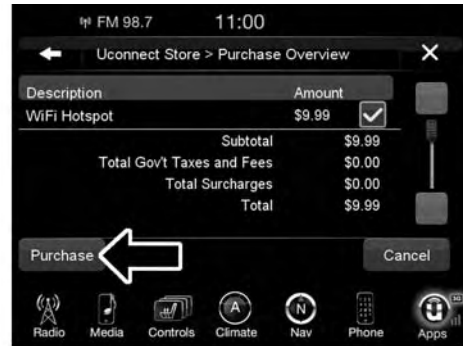 FM 98.7 11:00
Uconnect Store > Purchase Overview X
Description Amount
WiFi Hotspot $9.99
Subtotal $9.99
Total Gov't Taxes and Fees $0.00
Total Surcharges $0.00
Total $9.99
Purchase Cancel
A N 3G
Radio Media Controls Climate Nav Phone Apps